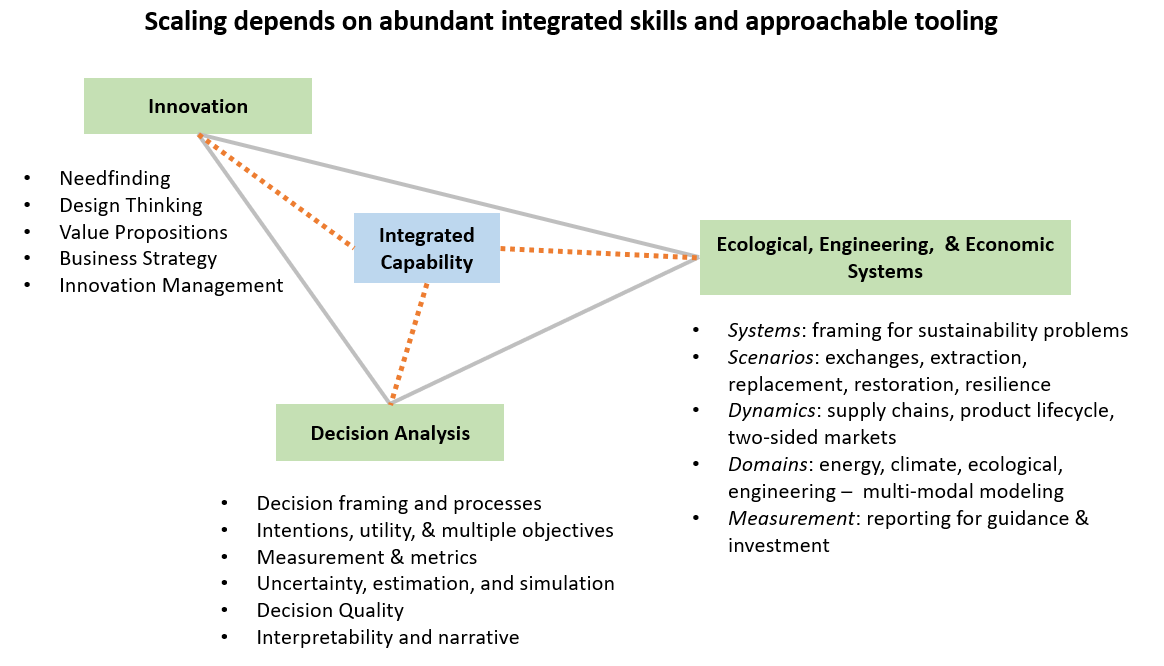 Scaling depends on abundant integrated skills and approachable tooling
Innovation
• Needfinding
• Design Thinking
• Value Propositions
• Business Strategy
• Innovation Management
Integrated
Capability
Ecological, Engineering,  & Economic
Systems
• Systems: framing for sustainability problems
• Scenarios: exchanges, extraction,
replacement, restoration, resilience
• Dynamics: supply chains, product lifecycle,
two-sided markets
• Domains: energy, climate, ecological,
engineering –  multi-modal modeling
• Measurement: reporting for guidance &
investment
Decision Analysis
• Decision framing and processes
• Intentions, utility, & multiple objectives
• Measurement & metrics
• Uncertainty, estimation, and simulation
• Decision Quality
• Interpretability and narrative